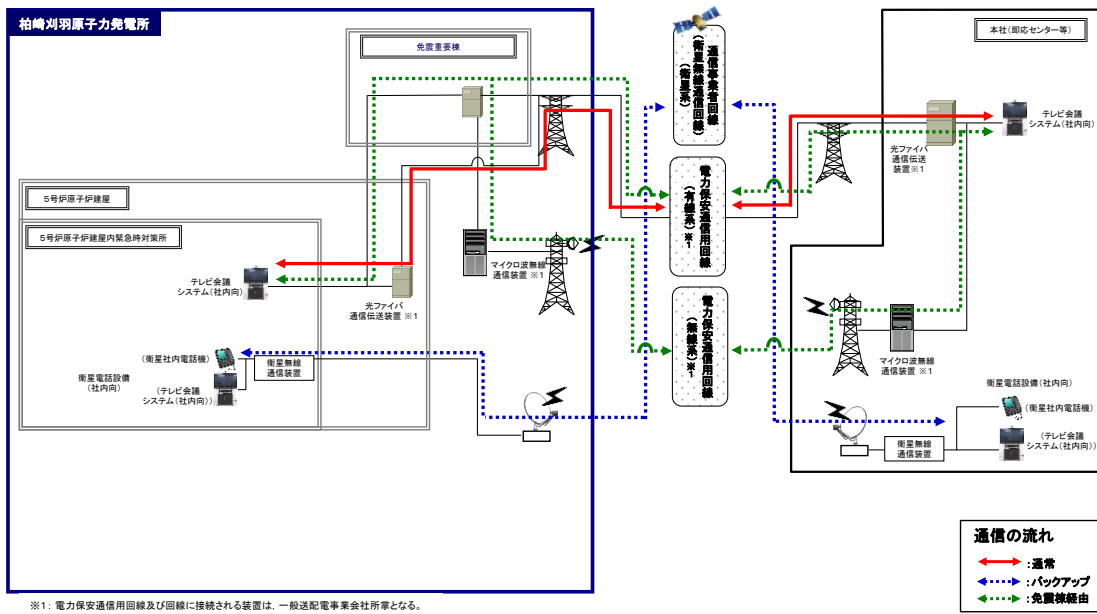 柏崎刈羽原子力発電所
免震重要棟
5号炉原子炉建屋
5号炉原子炉建屋内緊急時対策所
テレビ会議
システム(社内向)
光ファイバ
通信伝送装置 ※1
マイクロ波無線
通信装置 ※1
(衛星社内電話機)
衛星無線
通信装置
衛星電話設備
(社内向)
(テレビ会議
システム(社内向))
通信事業者回線
(衛星無線通信回線)
(衛星系)
電力保安通信用回線
(有線系)※1
電力保安通信用回線
(無線系)※1
本社(即応センター等)
テレビ会議
システム(社内向)
光ファイバ
通信伝送
装置※1
マイクロ波無線
通信装置 ※1
衛星電話設備(社内向)
(衛星社内電話機)
衛星無線
通信装置
(テレビ会議
システム(社内向))
通信の流れ
:通常
:バックアップ
:免震棟経由
※1: 電力保安通信用回線及び回線に接続される装置は、一般送配電事業会社所掌となる。